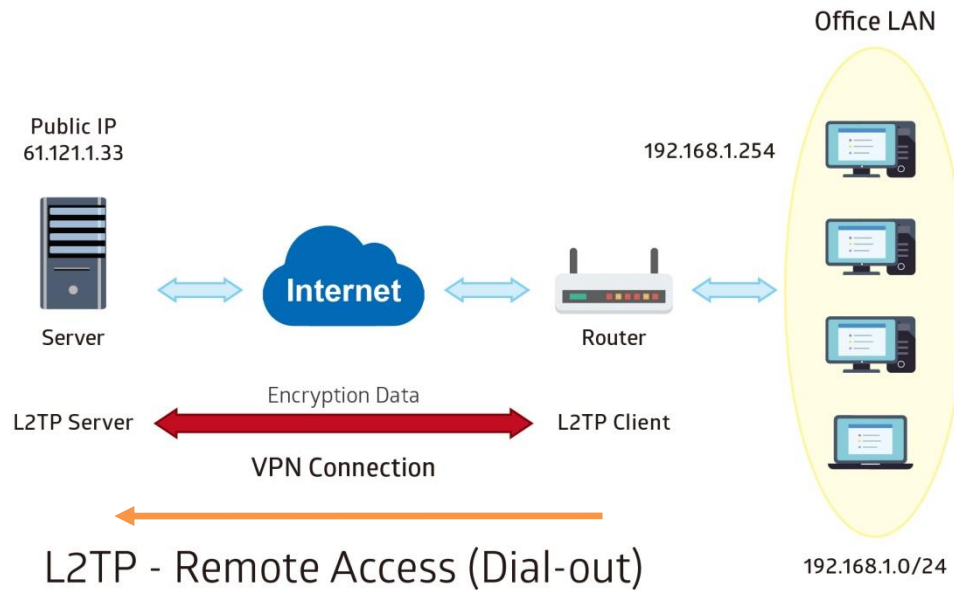 Office LAN
Public IP
61.121.1.33
192.168.1.254
Internet
Server
Router
Encryption Data
L2TP Server
L2TP Client
VPN Connection
L2TP - Remote Access (Dial-out)
192.168.1.0/24